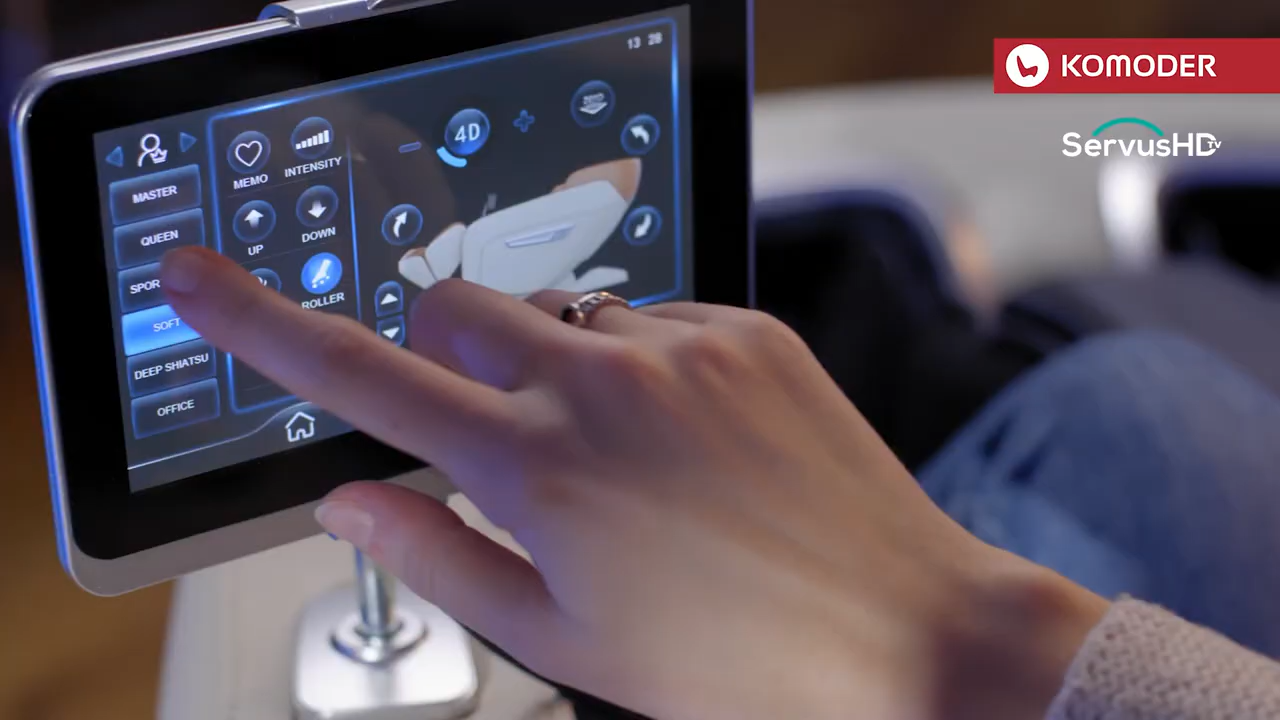 KOMODER
ServusHD TV
13 28
4D
MASTER
QUEEN
SOFT
DEEP SHIATSU
OFFICE
MEMO
INTENSITY
UP
DOWN
ROLLER